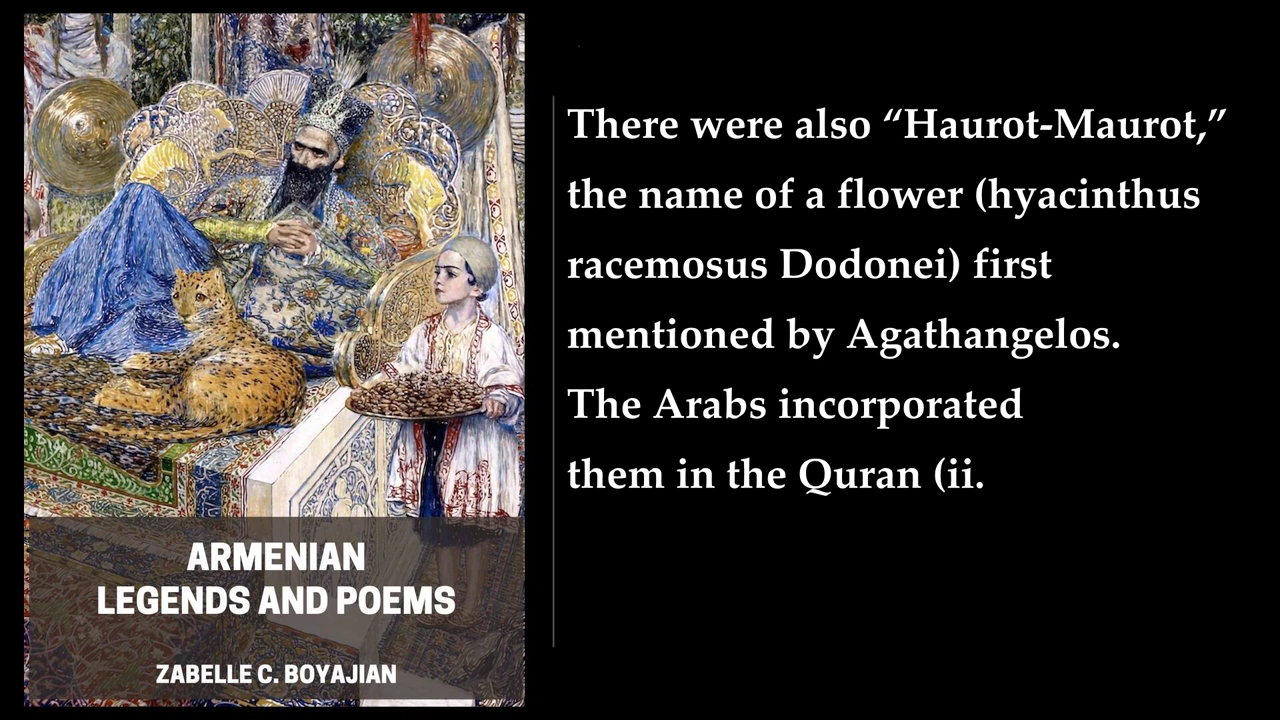 There were also “Haurot-Maurot,”
the name of a flower (hyacinthus
racemosus Dodonei) first
mentioned by Agathangelos.
The Arabs incorporated
them in the Quran (ii.
ARMENIAN
LEGENDS AND POEMS
ZABELLE C. BOYAJIAN